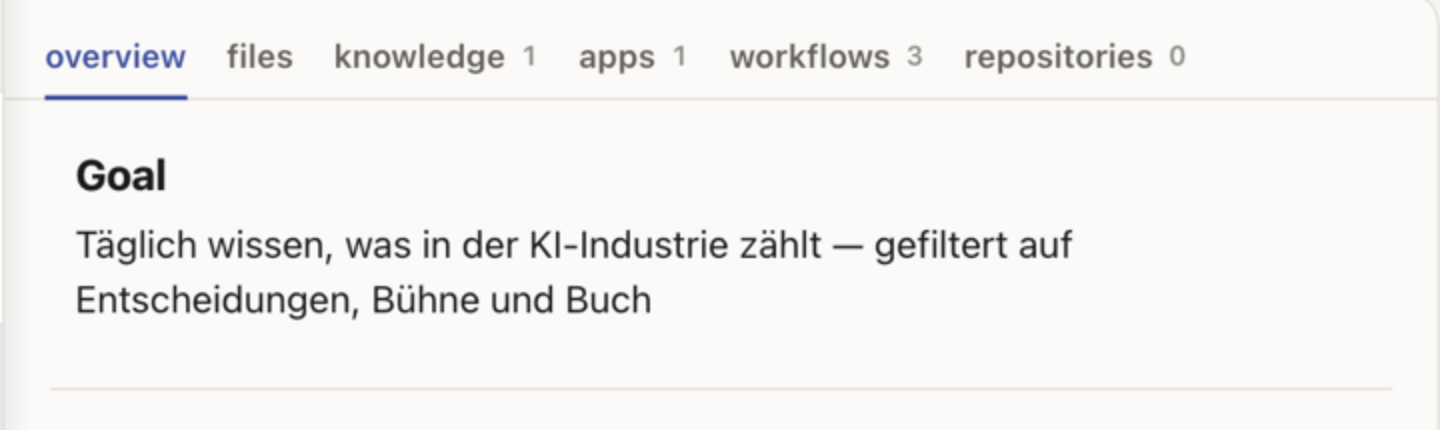 overview files knowledge 1 apps 1 workflows 3 repositories 0
Goal
Täglich wissen, was in der KI-Industrie zählt — gefiltert auf
Entscheidungen, Bühne und Buch